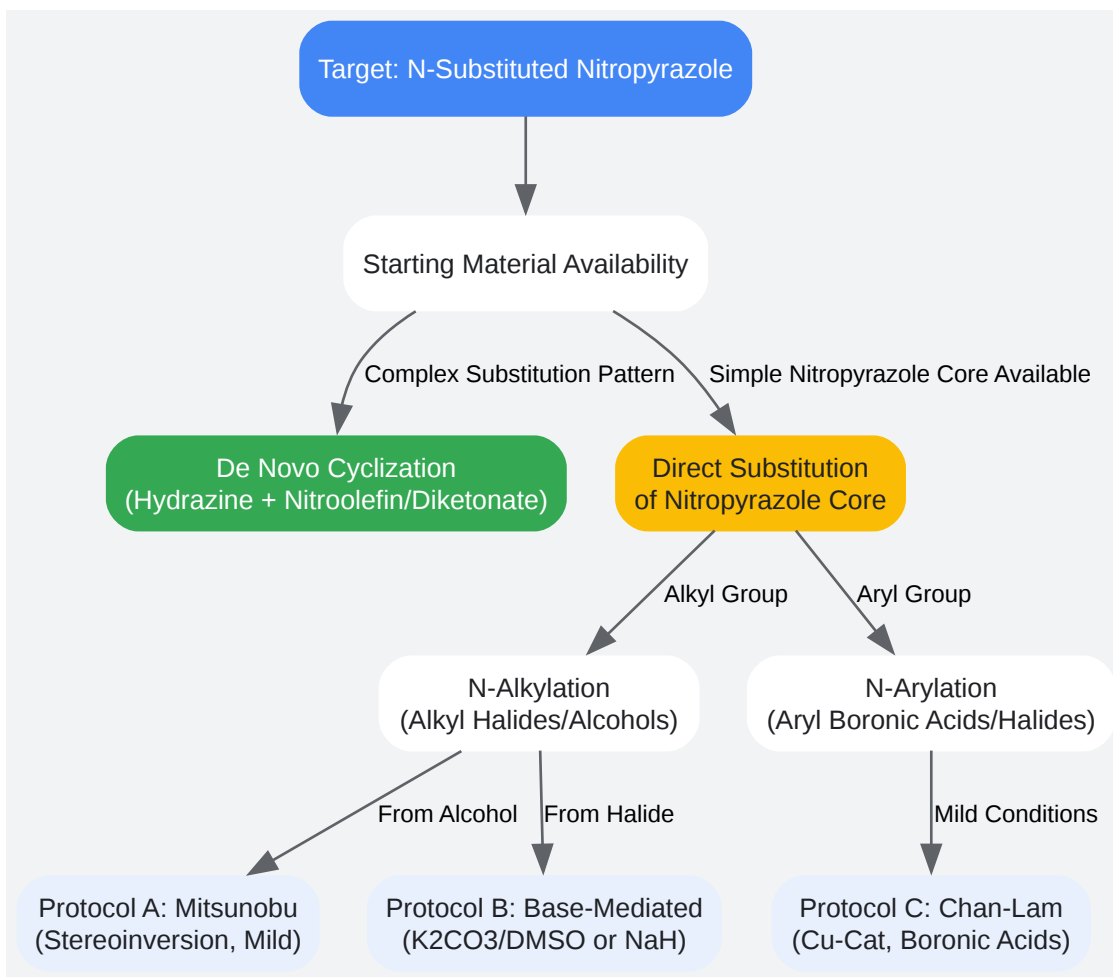 Target: N-Substituted Nitropyrazole
Starting Material Availability
Complex Substitution Pattern
Simple Nitropyrazole Core Available
De Novo Cyclization
(Hydrazine + Nitroolefin/Diketonate)
Direct Substitution
of Nitropyrazole Core
Alkyl Group
Aryl Group
N-Alkylation
(Alkyl Halides/Alcohols)
N-Arylation
(Aryl Boronic Acids/Halides)
From Alcohol
From Halide
Mild Conditions
Protocol A: Mitsunobu
(Stereoinversion, Mild)
Protocol B: Base-Mediated
(K2CO3/DMSO or NaH)
Protocol C: Chan-Lam
(Cu-Cat, Boronic Acids)